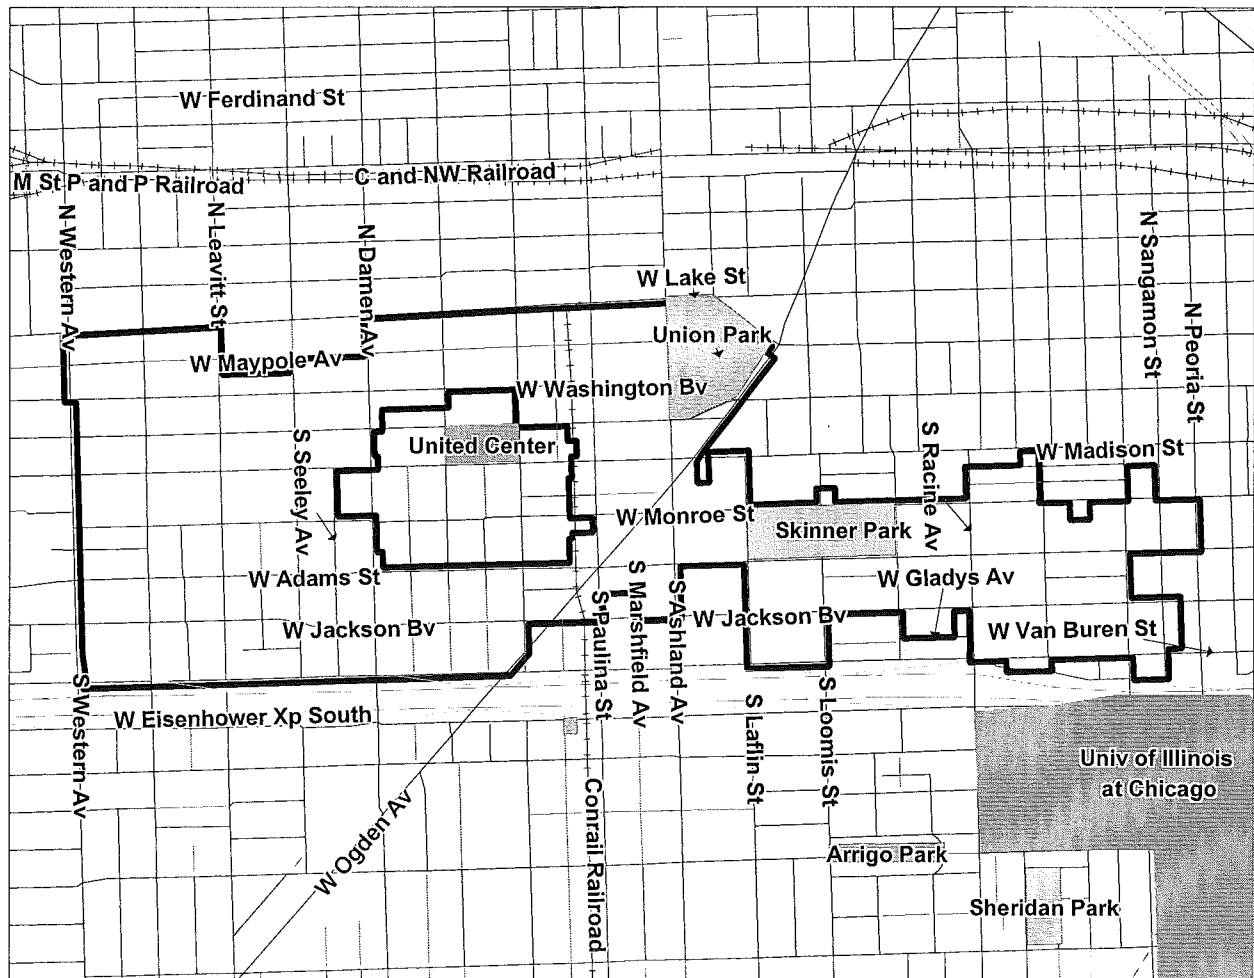 W Ferdinand St
M St P and P Railroad
C and NW Railroad
N Western Av
N Leavitt St
N Damen Av
N Sangamon St
N Peoria St
W Lake St
Union Park
W Maypole Av
W Washington Bv
United Center
S Seeley Av
S Racine Av
W Madison St
W Monroe St
Skinner Park
W Adams St
W Gladys Av
W Jackson Bv
W Jackson Bv
W Van Buren St
S Paulina St
S Marshfield Av
S Ashland Av
S Western Av
W Eisenhower Xp South
S Laflin St
S Loomis St
Univ of Illinois
at Chicago
W Ogden Av
Conrail Railroad
Arrigo Park
Sheridan Park